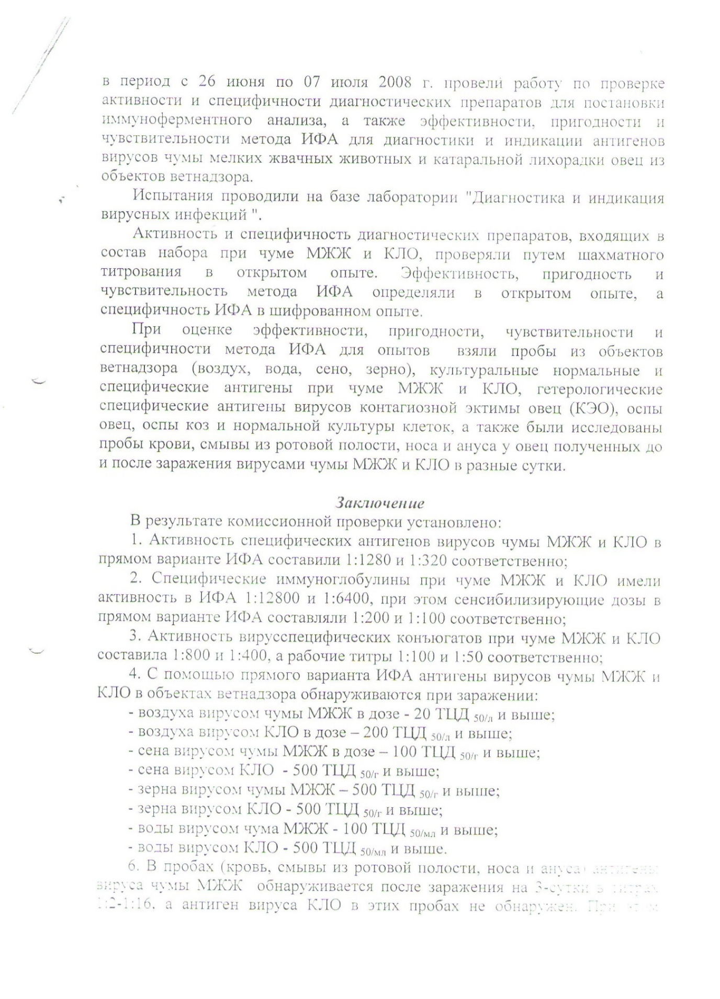 в период с 26 июня по 07 июля 2008 г. провели работу по проверке
активности и специфичности диагностических препаратов для постановки
иммуноферментного анализа, а также эффективности, пригодности и
чувствительности метода ИФА для диагностики и индикации антигенов
вирусов чумы мелких жвачных животных и катаральной лихорадки овец из
объектов ветнадзора.
Испытания проводили на базе лаборатории "Диагностика и индикация
вирусных инфекций ".
Активность и специфичность диагностических препаратов, входящих в
состав набора при чуме МЖЖ и КЛО, проверяли путем шахматного
титрования в открытом опыте. Эффективность, пригодность и
чувствительность метода ИФА определяли в открытом опыте, а
специфичность ИФА в шифрованном опыте.
При оценке эффективности, пригодности, чувствительности и
специфичности метода ИФА для опытов взяли пробы из объектов
ветнадзора (воздух, вода, сено, зерно), культуральные нормальные и
специфические антигены при чуме МЖЖ и КЛО, гетерологические
специфические антигены вирусов контагиозной эктимы овец (КЭО), оспы
овец, оспы коз и нормальной культуры клеток, а также были исследованы
пробы крови, смывы из ротовой полости, носа и ануса у овец полученных до
и после заражения вирусами чумы МЖЖ и КЛО в разные сутки.
Заключение
В результате комиссионной проверки установлено:
1. Активность специфических антигенов вирусов чумы МЖЖ и КЛО в
прямом варианте ИФА составили 1:1280 и 1:320 соответственно;
2. Специфические иммуноглобулины при чуме МЖЖ и КЛО имели
активность в ИФА 1:12800 и 1:6400, при этом сенсибилизирующие дозы в
прямом варианте ИФА составляли 1:200 и 1:100 соответственно;
3. Активность вирусспецифических конъюгатов при чуме МЖЖ и КЛО
составила 1:800 и 1:400, а рабочие титры 1:100 и 1:50 соответственно;
4. С помощью прямого варианта ИФА антигены вирусов чумы МЖЖ и
КЛО в объектах ветнадзора обнаруживаются при заражении:
- воздуха вирусом чумы МЖЖ в дозе - 20 ТЦД 50/л и выше;
- воздуха вирусом КЛО в дозе – 200 ТЦД 50/л и выше;
- сена вирусом чумы МЖЖ в дозе – 100 ТЦД 50/г и выше;
- сена вирусом КЛО - 500 ТЦД 50/г и выше;
- зерна вирусом чумы МЖЖ – 500 ТЦД 50/г и выше;
- зерна вирусом КЛО - 500 ТЦД 50/г и выше;
- воды вирусом чума МЖЖ - 100 ТЦД 50/мл и выше;
- воды вирусом КЛО - 500 ТЦД 50/мл и выше.
6. В пробах (кровь, смывы из ротовой полости, носа и ануса) антигены
вируса чумы МЖЖ обнаруживается после заражения на 3-сутки в титрах
1:2-1:16, а антиген вируса КЛО в этих пробах не обнаружен. При этом